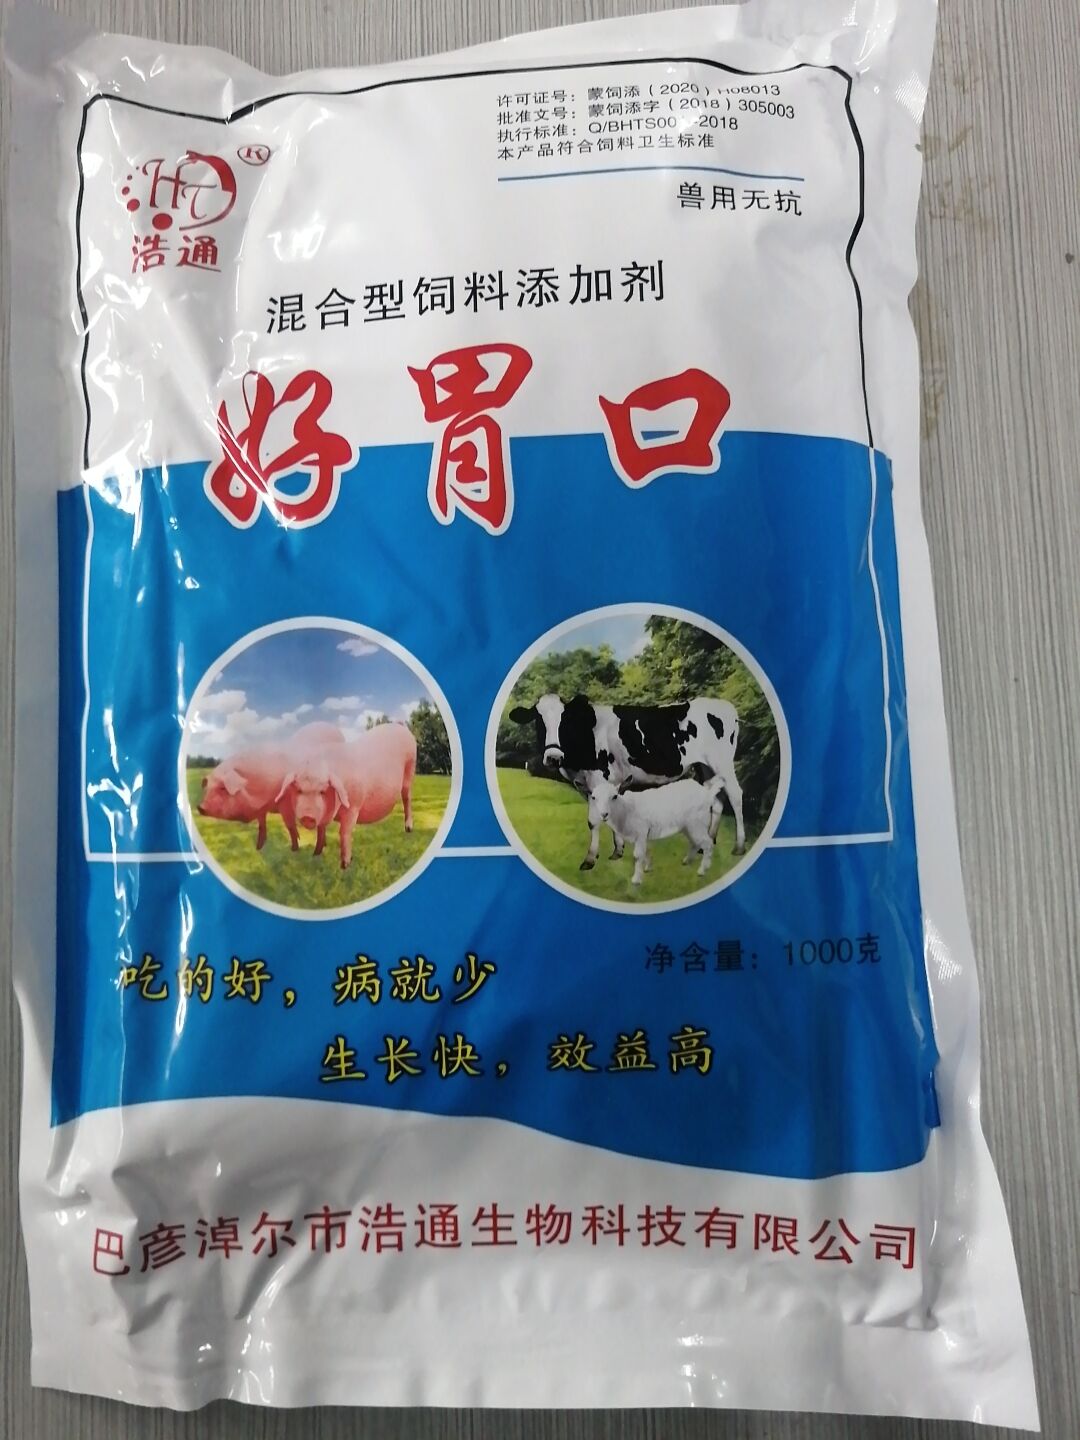 许可证号：蒙饲添（2020）H08013
批准文号：蒙饲添字（2018）305003
执行标准：Q/BHTS00 -2018
本产品符合饲料卫生标准
兽用无抗
HT ®
浩通
混合型饲料添加剂
好胃口
净含量：1000克
吃的好，病就少
生长快，效益高
巴彦淖尔市浩通生物科技有限公司